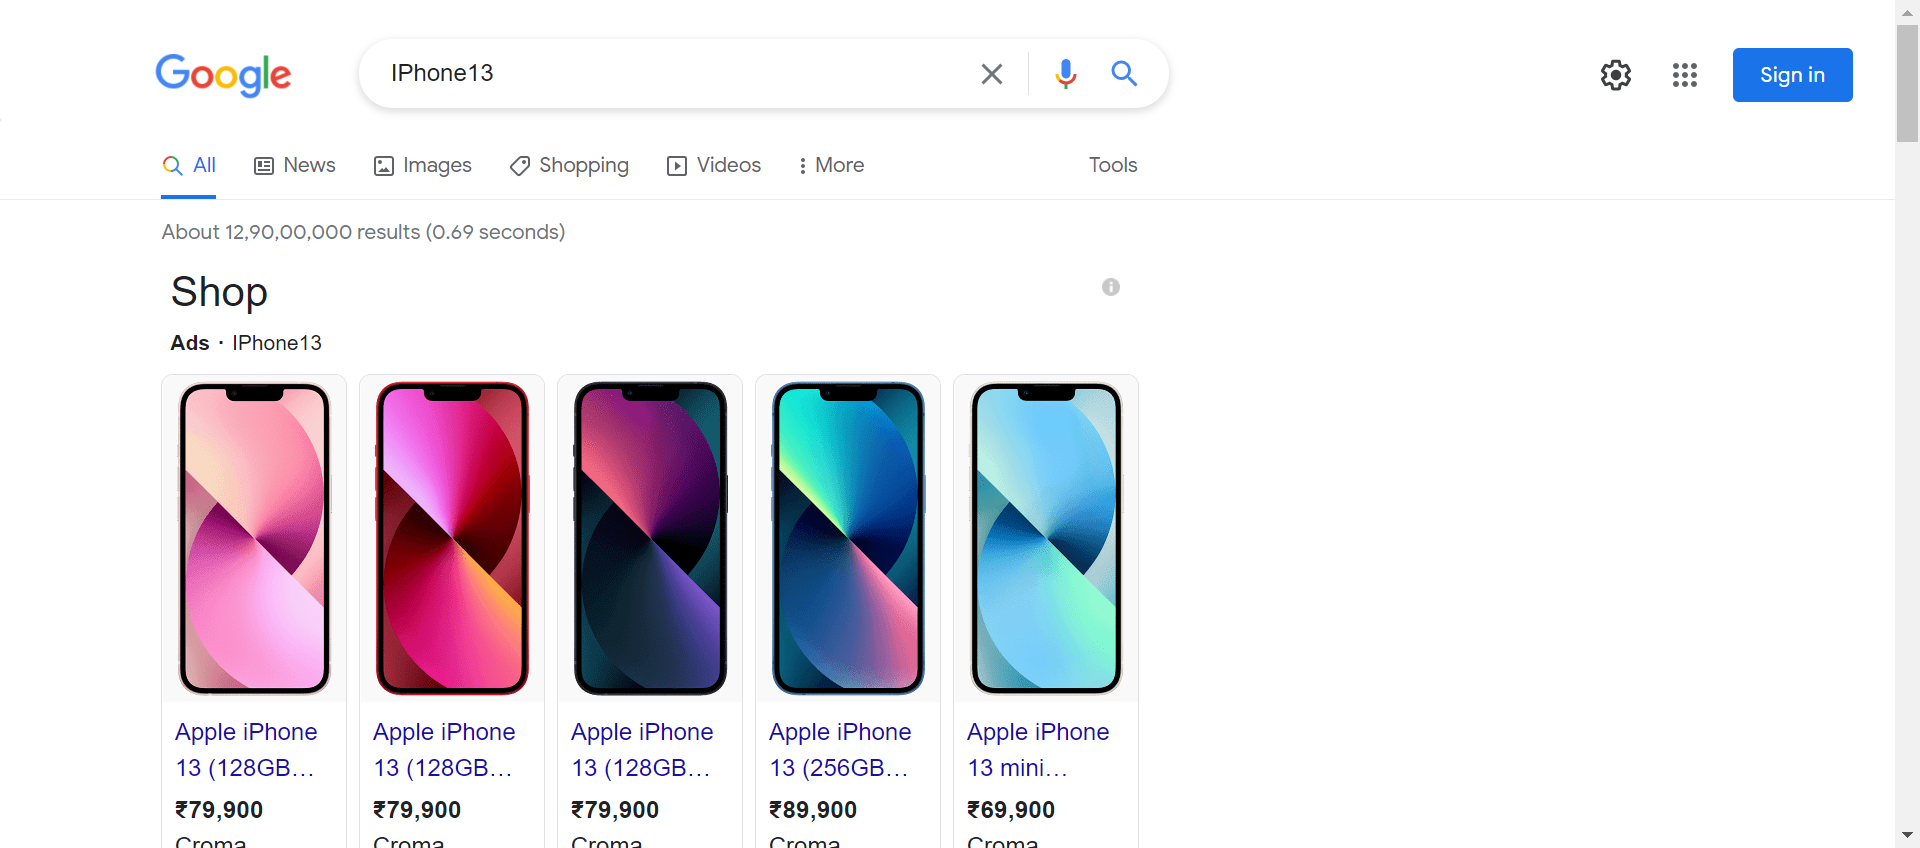 Google
IPhone13
Sign in
All
News
Images
Shopping
Videos
More
Tools
About 12,90,00,000 results (0.69 seconds)
Shop
Ads · IPhone13
Apple iPhone
13 (128GB...
₹79,900
Croma
Apple iPhone
13 (128GB...
₹79,900
Croma
Apple iPhone
13 (128GB...
₹79,900
Croma
Apple iPhone
13 (256GB...
₹89,900
Croma
Apple iPhone
13 mini...
₹69,900
Croma